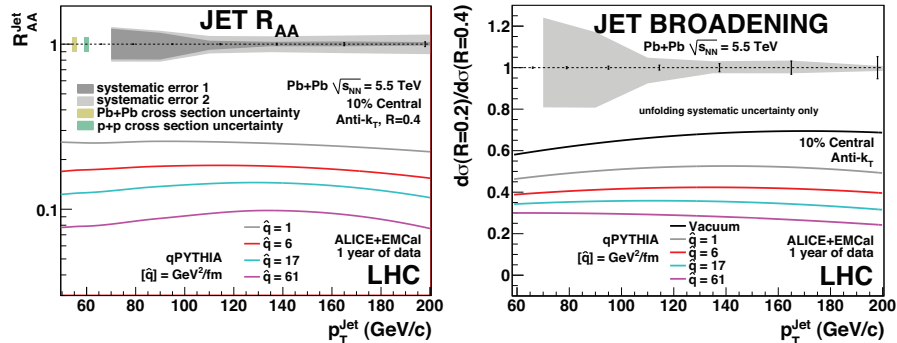 JET R_AA
R_AA^Jet
1
0.1
Pb+Pb √s_NN = 5.5 TeV
10% Central
Anti-k_T, R=0.4
systematic error 1
systematic error 2
Pb+Pb cross section uncertainty
p+p cross section uncertainty
qPYTHIA
[q̂] = GeV²/fm
q̂ = 1
q̂ = 6
q̂ = 17
q̂ = 61
ALICE+EMCal
1 year of data
LHC
60 80 100 120 140 160 180 200
p_T^Jet (GeV/c)
JET BROADENING
dσ(R=0.2)/dσ(R=0.4)
1.2
1
0.8
0.6
0.4
0.2
0
Pb+Pb √s_NN = 5.5 TeV
unfolding systematic uncertainty only
10% Central
Anti-k_T
qPYTHIA
[q̂] = GeV²/fm
Vacuum
q̂ = 1
q̂ = 6
q̂ = 17
q̂ = 61
ALICE+EMCal
1 year of data
LHC
60 80 100 120 140 160 180 200
p_T^Jet (GeV/c)